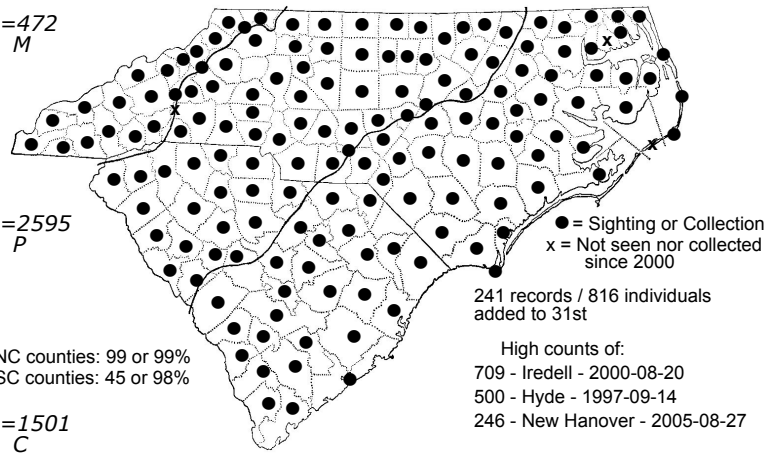 =472
M
=2595
P
● = Sighting or Collection
x = Not seen nor collected
since 2000
241 records / 816 individuals
added to 31st
NC counties: 99 or 99%
SC counties: 45 or 98%
High counts of:
709 - Iredell - 2000-08-20
500 - Hyde - 1997-09-14
246 - New Hanover - 2005-08-27
=1501
C